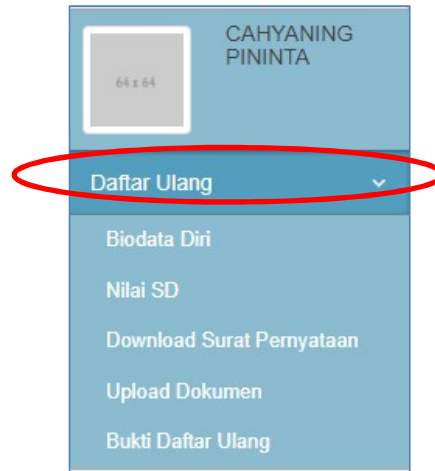 CAHYANING
PININTA
64 x 64
Daftar Ulang
Biodata Diri
Nilai SD
Download Surat Pernyataan
Upload Dokumen
Bukti Daftar Ulang